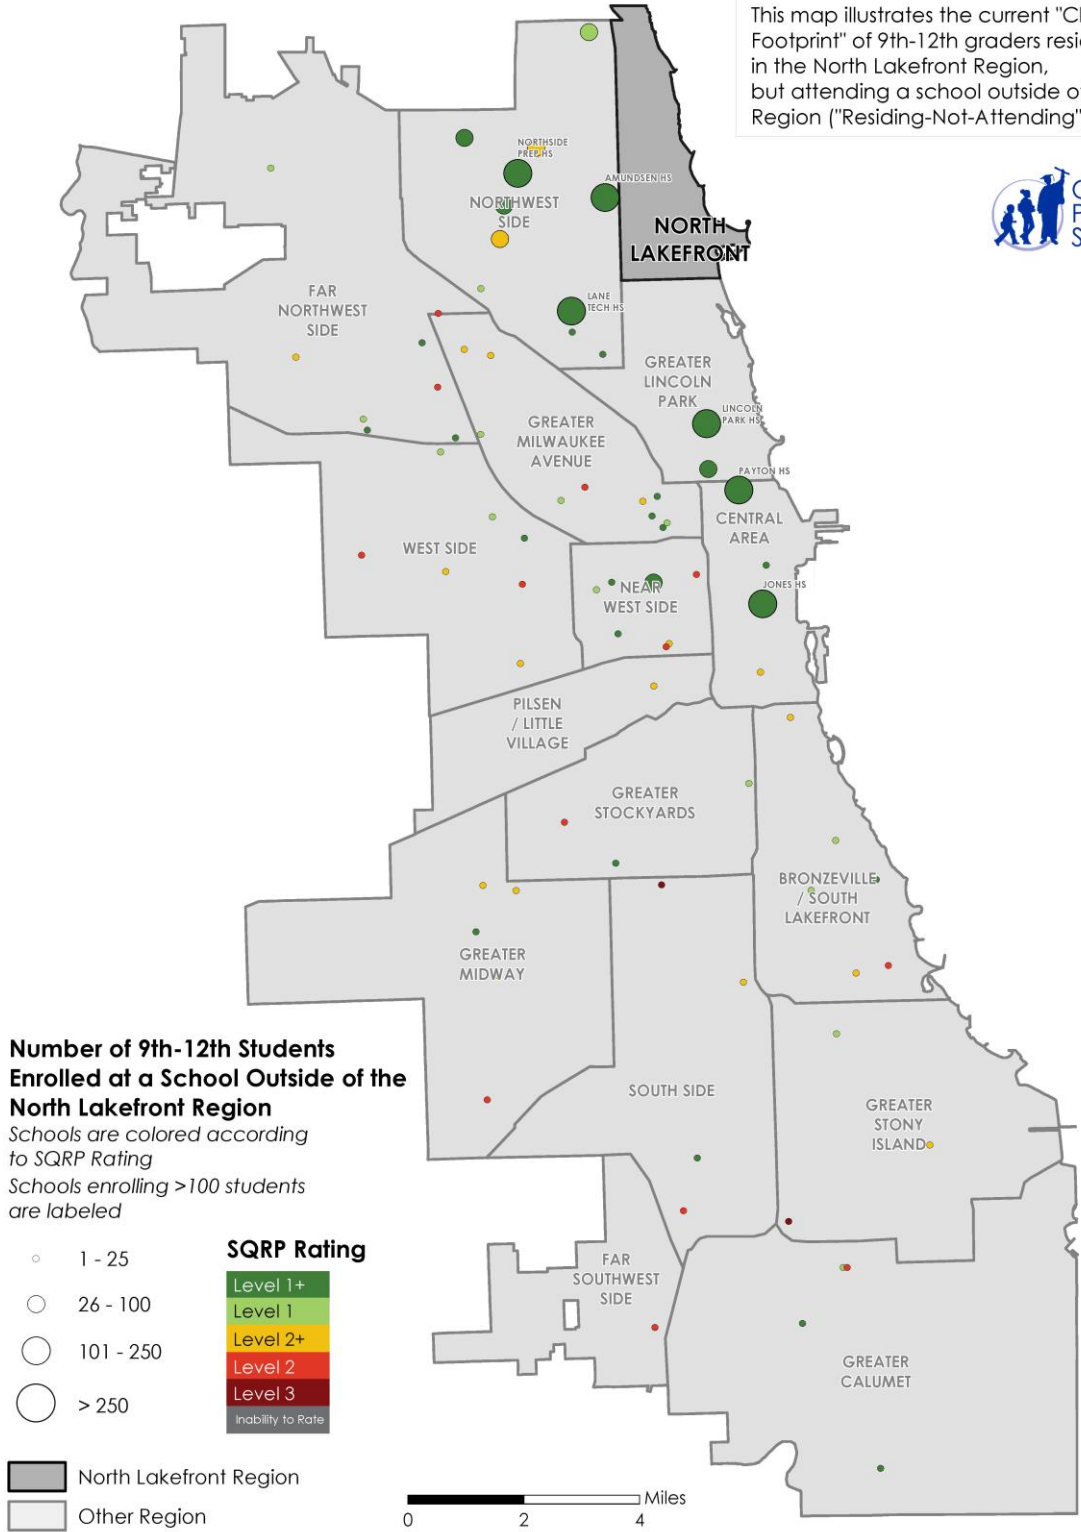 This map illustrates the current "C
Footprint" of 9th-12th graders resi
in the North Lakefront Region,
but attending a school outside o
Region ("Residing-Not-Attending"
NORTHSIDE
PREP HS
AMUNDSEN HS
NORTHWEST
SIDE
NORTH
LAKEFRONT
FAR
NORTHWEST
SIDE
LANE
TECH HS
GREATER
LINCOLN
PARK
LINCOLN
PARK HS
GREATER
MILWAUKEE
AVENUE
PAYTON HS
CENTRAL
AREA
WEST SIDE
NEAR
WEST SIDE
JONES HS
PILSEN
/ LITTLE
VILLAGE
GREATER
STOCKYARDS
BRONZEVILLE
/ SOUTH
LAKEFRONT
GREATER
MIDWAY
SOUTH SIDE
GREATER
STONY
ISLAND
FAR
SOUTHWEST
SIDE
GREATER
CALUMET
Number of 9th-12th Students
Enrolled at a School Outside of the
North Lakefront Region
Schools are colored according
to SQRP Rating
Schools enrolling >100 students
are labeled
1 - 25
26 - 100
101 - 250
> 250
SQRP Rating
Level 1+
Level 1
Level 2+
Level 2
Level 3
Inability to Rate
North Lakefront Region
Other Region
Miles
0 2 4